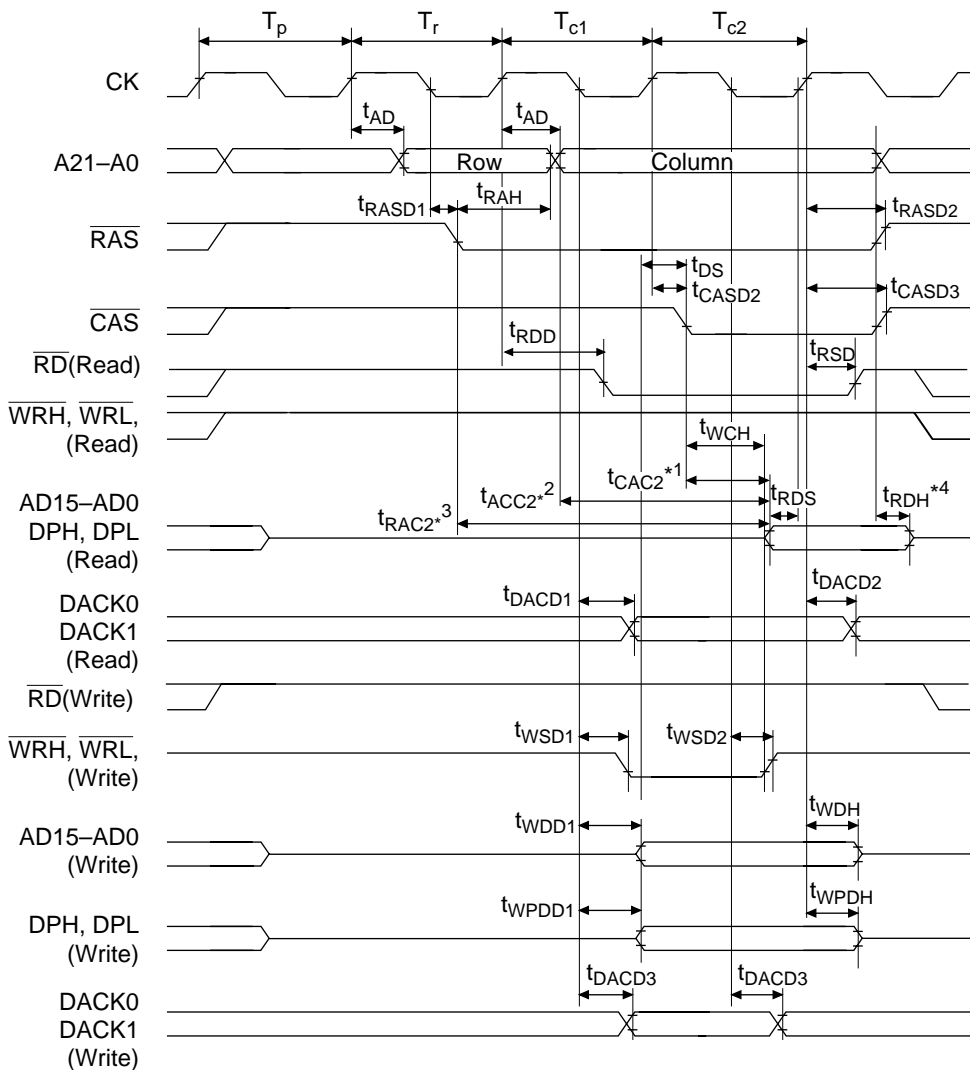 Tp Tr Tc1 Tc2
CK
tAD tAD
A21–A0 Row Column
tRASD1 tRAH tRASD2
RAS
tDS
tCASD2 tCASD3
CAS
tRDD tRSD
RD(Read)
WRH, WRL,
(Read)
tWCH
tCAC2*1
AD15–AD0 tACC2*2 tRDS tRDH*4
DPH, DPL tRAC2*3
(Read)
DACK0 tDACD1 tDACD2
DACK1
(Read)
RD(Write)
WRH, WRL, tWSD1 tWSD2
(Write)
AD15–AD0 tWDD1 tWDH
(Write)
DPH, DPL tWPDD1 tWPDH
(Write)
DACK0 tDACD3 tDACD3
DACK1
(Write)